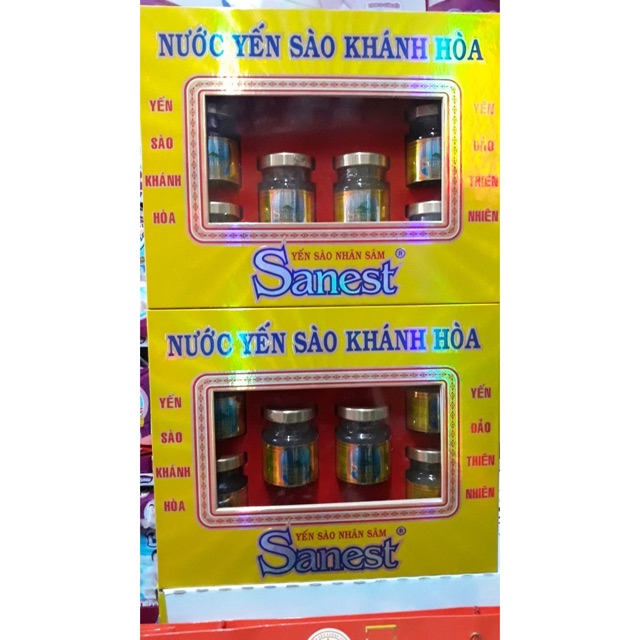 NƯỚC YẾN SÀO KHÁNH HÒA
YẾN
SÀO
KHÁNH
HÒA
YẾN
ĐẢO
THIÊN
NHIÊN
YẾN SÀO NHÂN SÂM
Sanest®
NƯỚC YẾN SÀO KHÁNH HÒA
YẾN
SÀO
KHÁNH
HÒA
YẾN
ĐẢO
THIÊN
NHIÊN
YẾN SÀO NHÂN SÂM
Sanest®